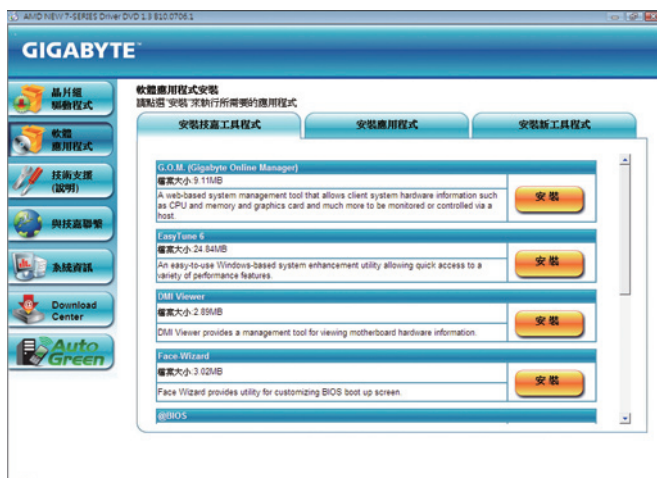 AMD NEW 7-SERIES Driver DVD 1.3 B10.0706.1
GIGABYTE™
晶片組
驅動程式
軟體
應用程式
技術支援
(說明)
與技嘉聯繫
系統資訊
Download
Center
Auto
Green
軟體應用程式安裝
請點選"安裝"來執行所需要的應用程式
安裝技嘉工具程式
安裝應用程式
安裝新工具程式
G.O.M. (Gigabyte Online Manager)
檔案大小:9.11MB
A web-based system management tool that allows client system hardware information such
as CPU and memory and graphics card and much more to be monitored or controlled via a
host.
安裝
EasyTune 6
檔案大小:24.84MB
An easy-to-use Windows-based system enhancement utility allowing quick access to a
variety of performance features.
安裝
DMI Viewer
檔案大小:2.89MB
DMI Viewer provides a management tool for viewing motherboard hardware information.
安裝
Face-Wizard
檔案大小:3.02MB
Face Wizard provides utility for customizing BIOS boot up screen.
安裝
@BIOS